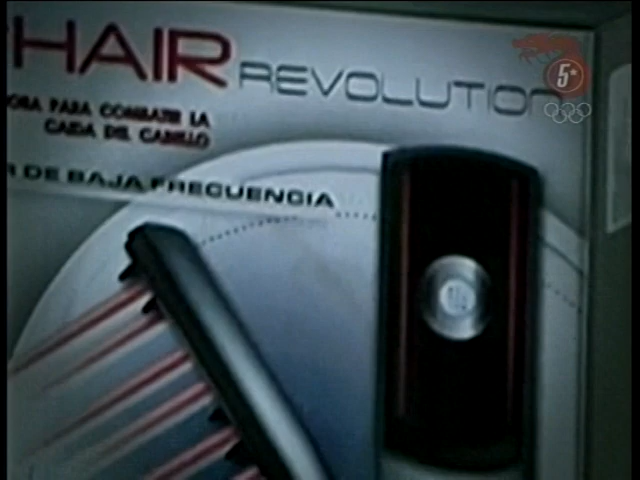 HAIR REVOLUTION
ORA PARA COMBATIR LA
CAIDA DEL CABELLO
R DE BAJA FRECUENCIA
5*